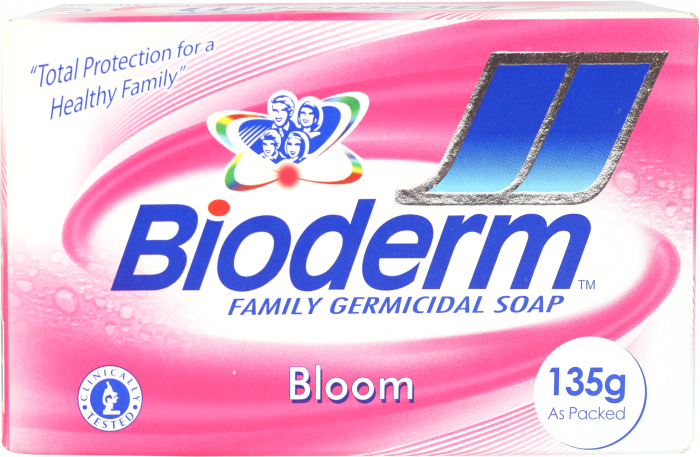 "Total Protection for a
Healthy Family"
Bioderm™
FAMILY GERMICIDAL SOAP
Bloom
CLINICALLY
TESTED
135g
As Packed